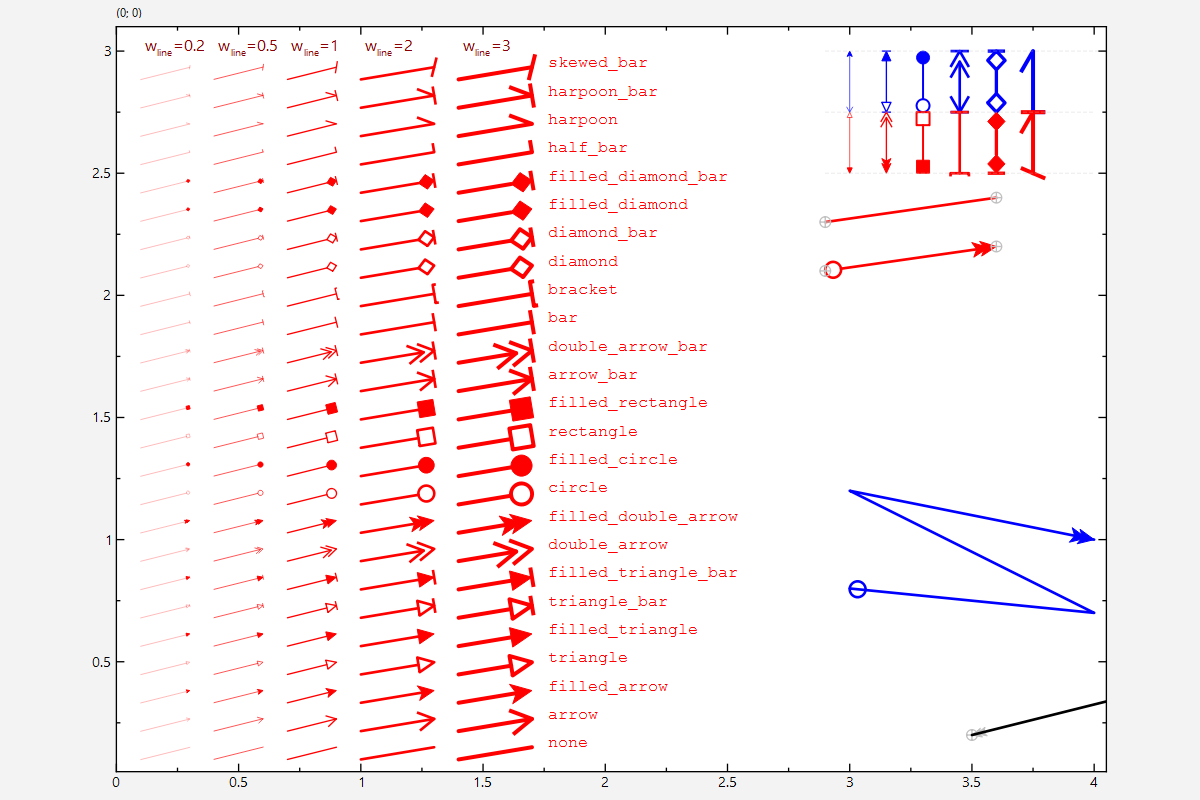 (0; 0)
w_line=0.2 w_line=0.5 w_line=1 w_line=2 w_line=3
3
skewed_bar
harpoon_bar
harpoon
half_bar
2.5
filled_diamond_bar
filled_diamond
diamond_bar
diamond
2
bracket
bar
double_arrow_bar
arrow_bar
1.5
filled_rectangle
rectangle
filled_circle
circle
filled_double_arrow
1
double_arrow
filled_triangle_bar
triangle_bar
filled_triangle
0.5
triangle
filled_arrow
arrow
none
0 0.5 1 1.5 2 2.5 3 3.5 4